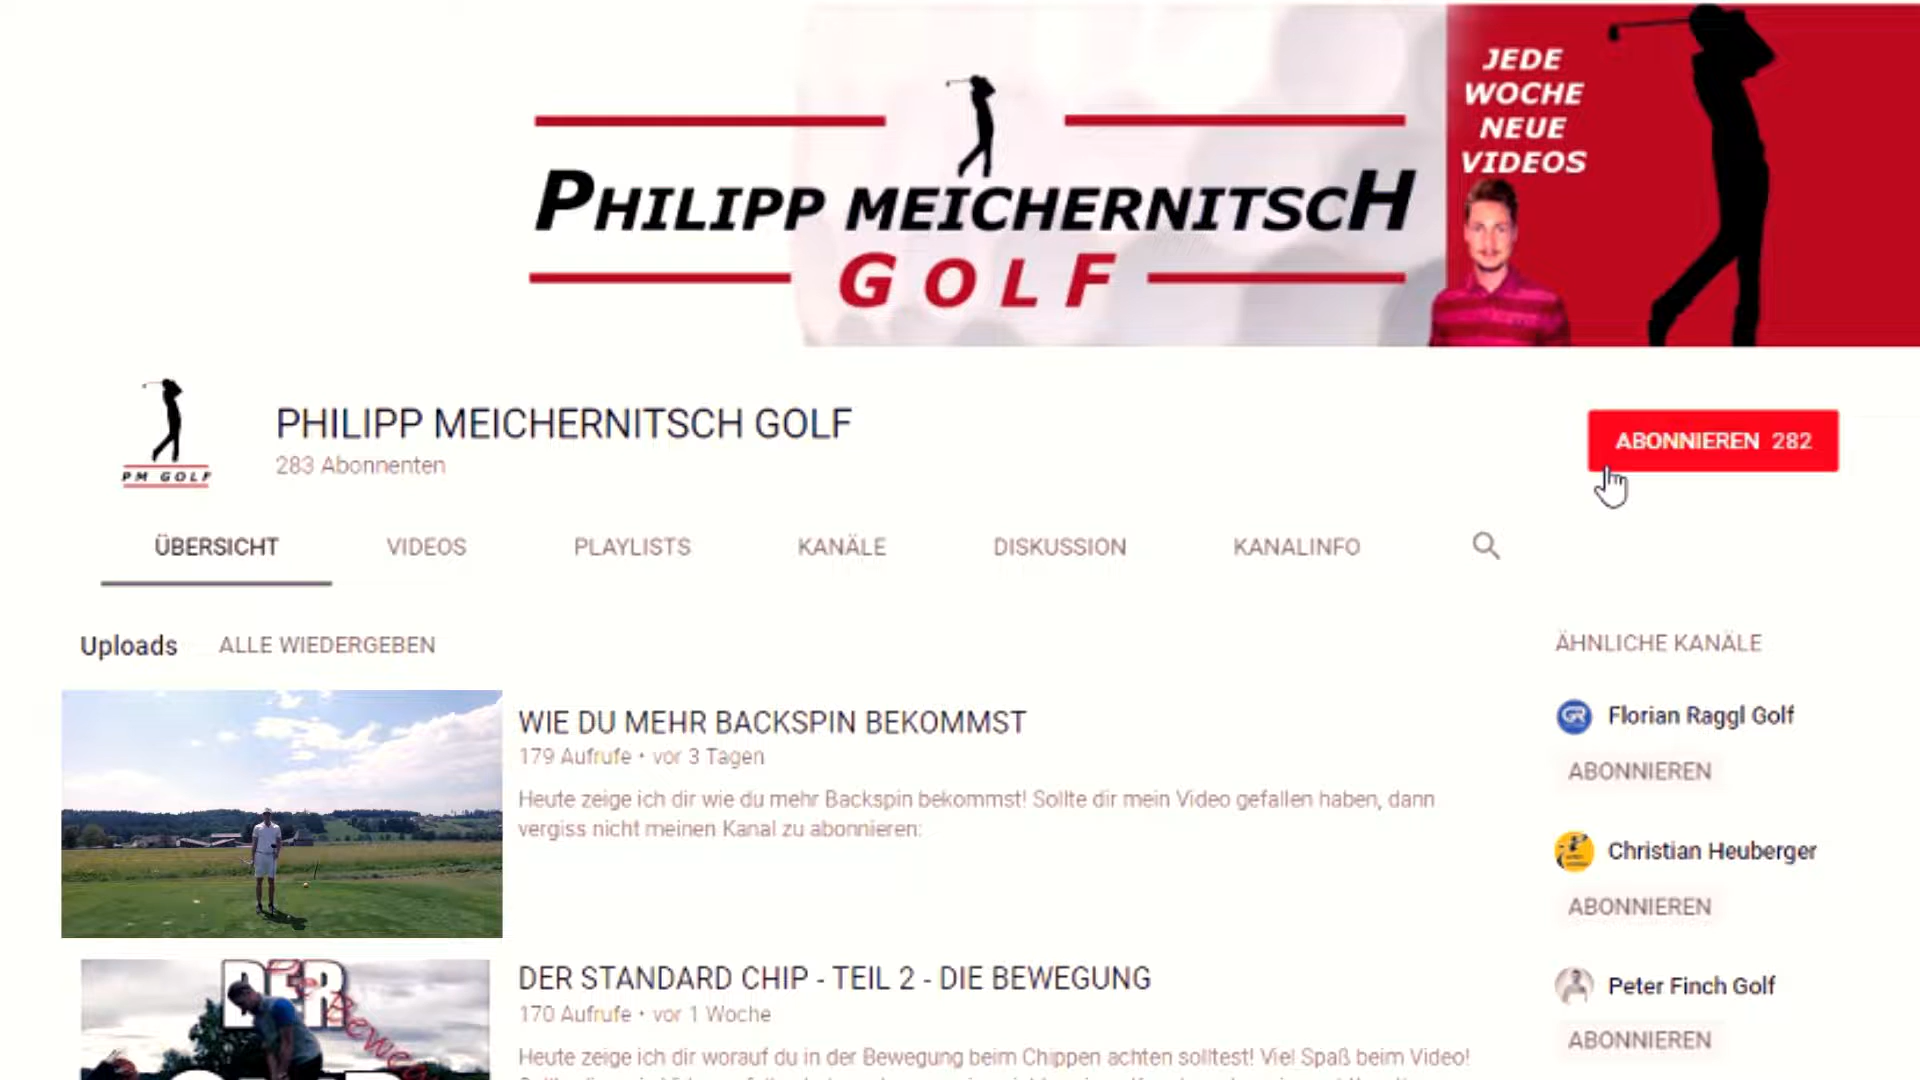 JEDE
WOCHE
NEUE
VIDEOS
PHILIPP MEICHERNITSCH
GOLF
PM GOLF
PHILIPP MEICHERNITSCH GOLF
283 Abonnenten
ABONNIEREN 282
ÜBERSICHT VIDEOS PLAYLISTS KANÄLE DISKUSSION KANALINFO
Uploads ALLE WIEDERGEBEN
WIE DU MEHR BACKSPIN BEKOMMST
179 Aufrufe • vor 3 Tagen
Heute zeige ich dir wie du mehr Backspin bekommst! Sollte dir mein Video gefallen haben, dann
vergiss nicht meinen Kanal zu abonnieren:
DER
DER STANDARD CHIP - TEIL 2 - DIE BEWEGUNG
170 Aufrufe • vor 1 Woche
Heute zeige ich dir worauf du in der Bewegung beim Chippen achten solltest! Viel Spaß beim Video!
ÄHNLICHE KANÄLE
GR
Florian Raggl Golf
ABONNIEREN
Christian Heuberger
ABONNIEREN
Peter Finch Golf
ABONNIEREN